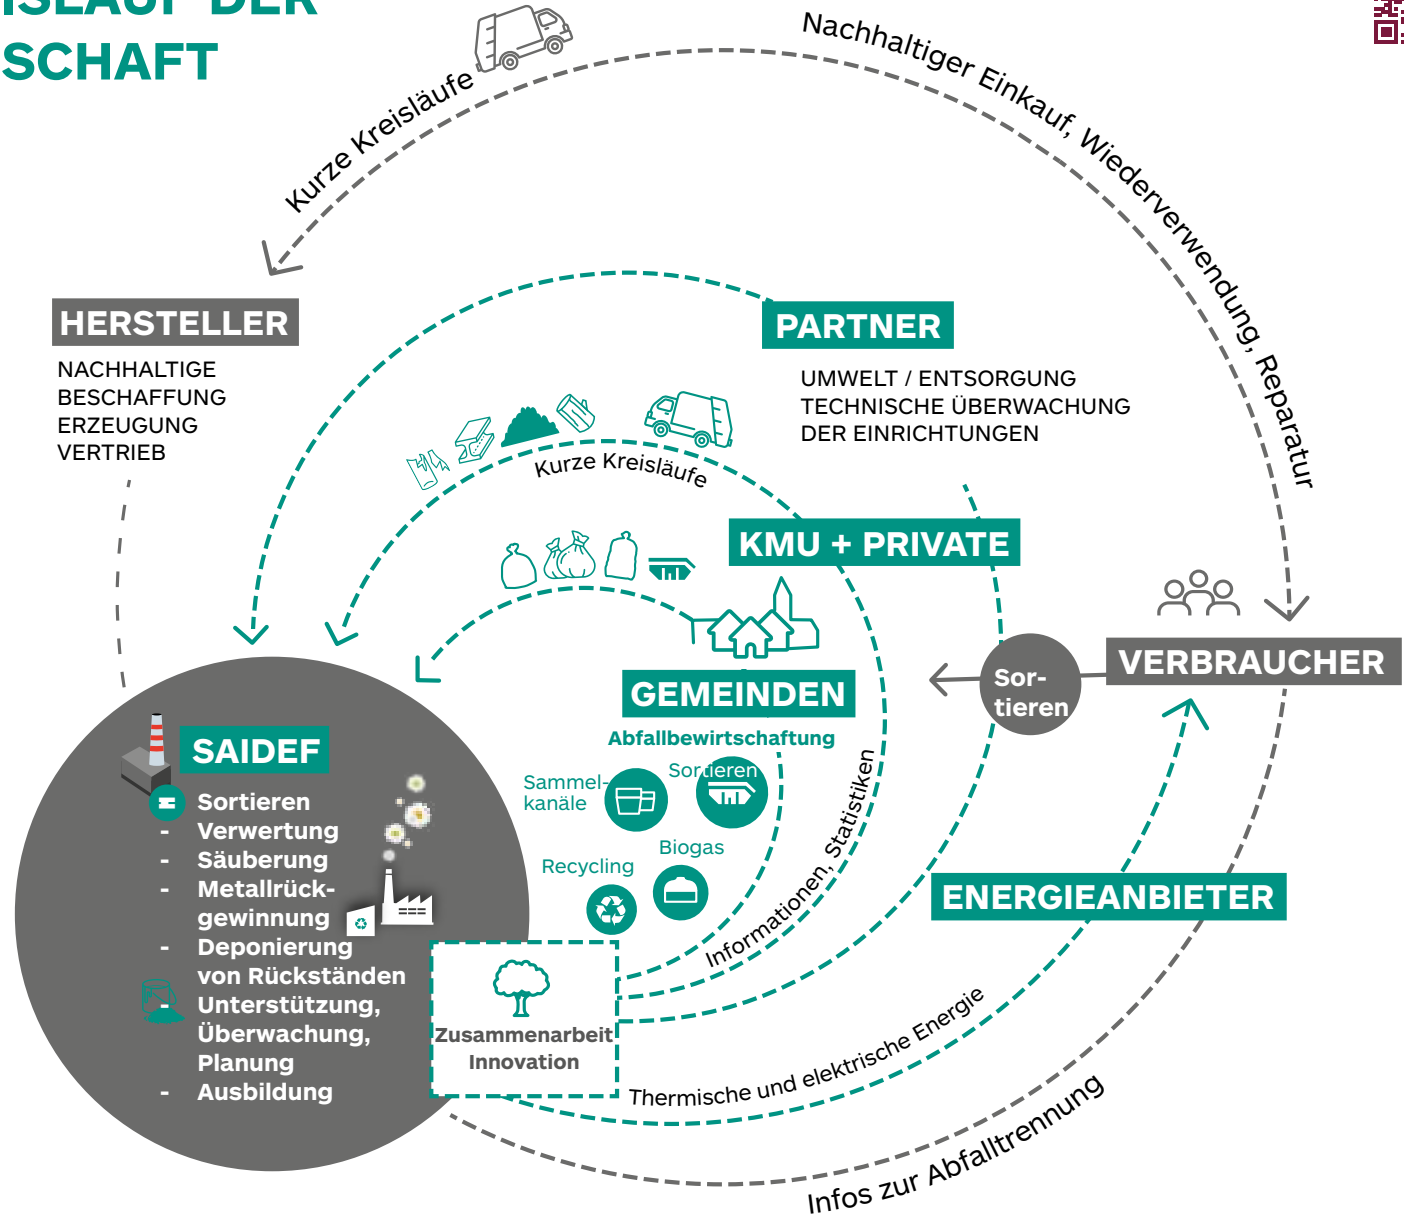 ISLAUF DER
SCHAFT
Kurze Kreisläufe
Nachhaltiger Einkauf, Wiederverwendung, Reparatur
HERSTELLER
NACHHALTIGE
BESCHAFFUNG
ERZEUGUNG
VERTRIEB
PARTNER
UMWELT / ENTSORGUNG
TECHNISCHE ÜBERWACHUNG
DER EINRICHTUNGEN
Kurze Kreisläufe
KMU + PRIVATE
VERBRAUCHER
Sor-
tieren
GEMEINDEN
Abfallbewirtschaftung
Sammel-
kanäle
Sortieren
Recycling
Biogas
Informationen, Statistiken
SAIDEF
Sortieren
- Verwertung
- Säuberung
- Metallrück-
gewinnung
- Deponierung
von Rückständen
- Unterstützung,
Überwachung,
Planung
- Ausbildung
Zusammenarbeit
Innovation
ENERGIEANBIETER
Thermische und elektrische Energie
Infos zur Abfalltrennung